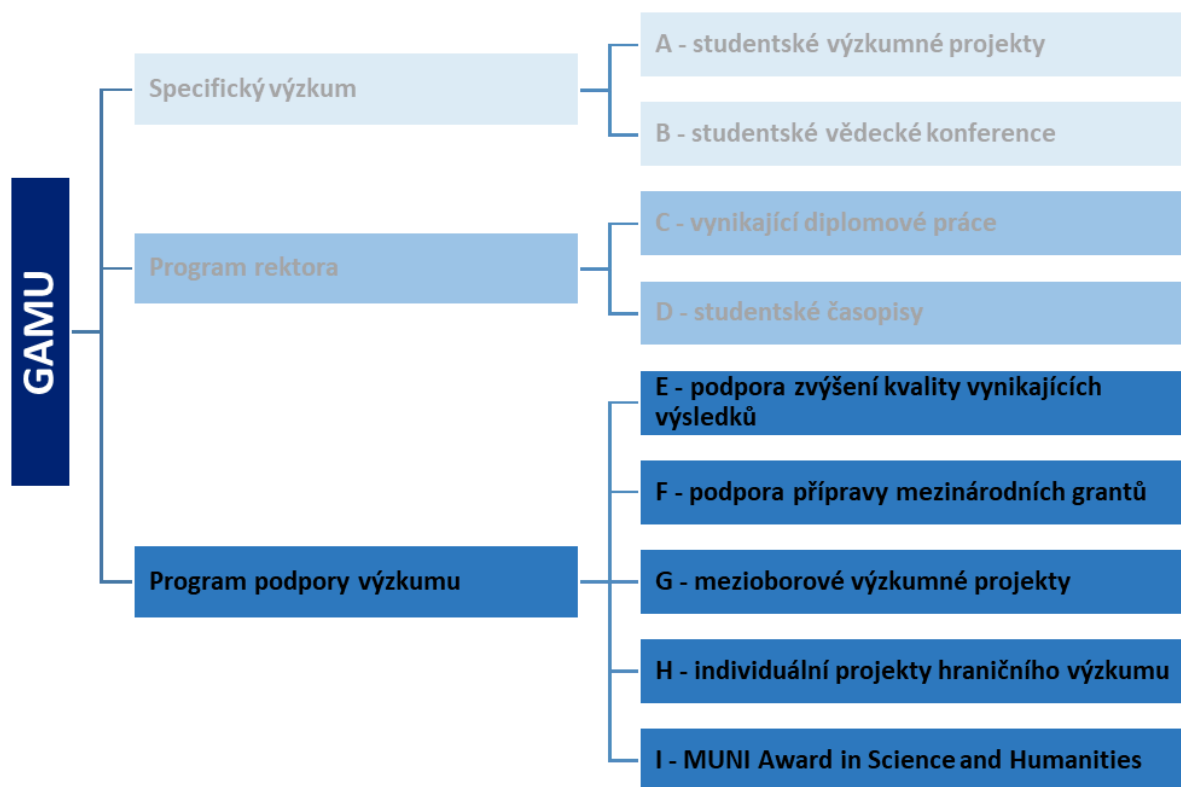 GAMU
Specifický výzkum
A - studentské výzkumné projekty
B - studentské vědecké konference
Program rektora
C - vynikající diplomové práce
D - studentské časopisy
Program podpory výzkumu
E - podpora zvýšení kvality vynikajících
výsledků
F - podpora přípravy mezinárodních grantů
G - mezioborové výzkumné projekty
H - individuální projekty hraničního výzkumu
I - MUNI Award in Science and Humanities